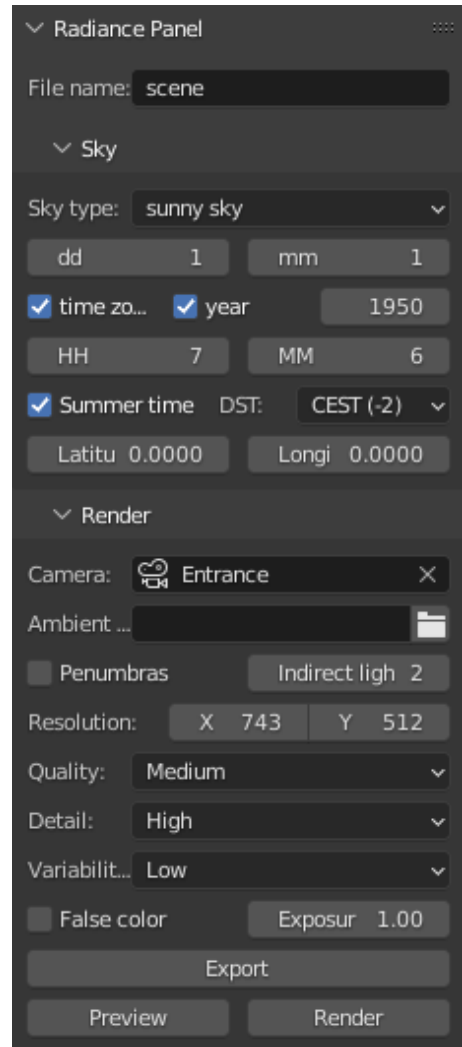 Radiance Panel
File name: scene
Sky
Sky type: sunny sky
dd 1 mm 1
time zo... year 1950
HH 7 MM 6
Summer time DST: CEST (-2)
Latitu 0.0000 Longi 0.0000
Render
Camera: Entrance
Ambient ...
Penumbras Indirect ligh 2
Resolution: X 743 Y 512
Quality: Medium
Detail: High
Variabilit... Low
False color Exposur 1.00
Export
Preview Render